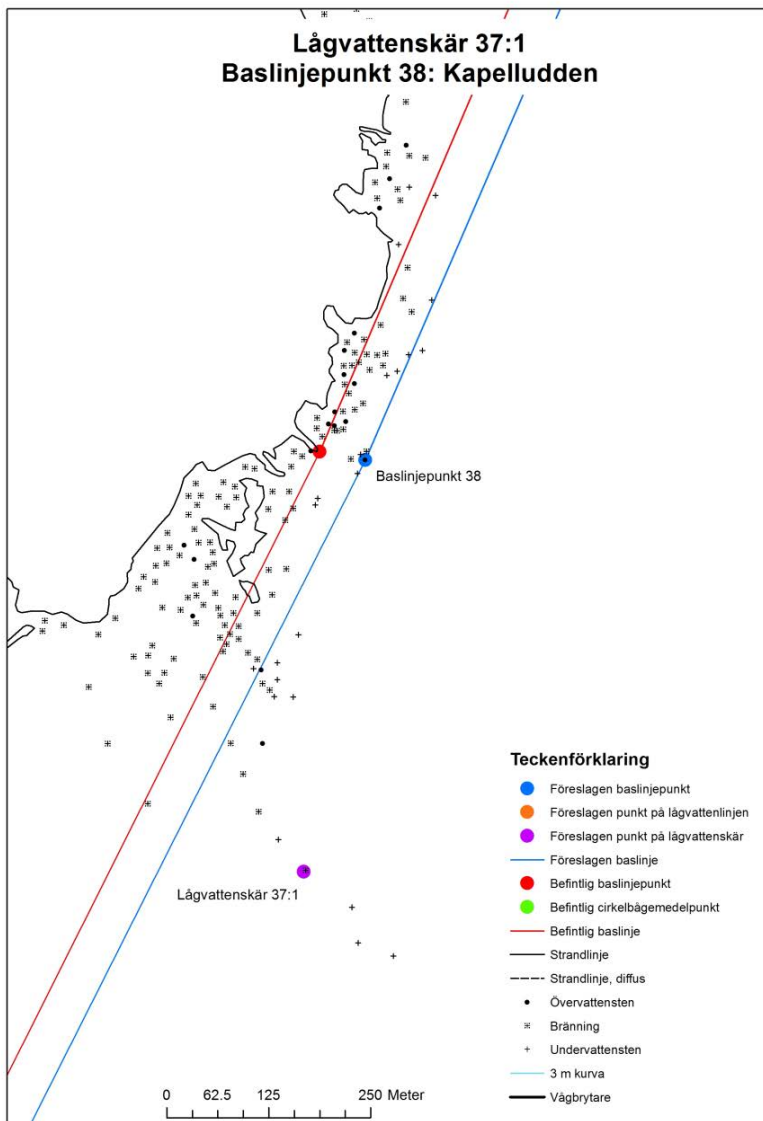 Lågvattenskär 37:1
Baslinjepunkt 38: Kapelludden
Baslinjepunkt 38
Lågvattenskär 37:1
Teckenförklaring
Föreslagen baslinjepunkt
Föreslagen punkt på lågvattenlinjen
Föreslagen punkt på lågvattenskär
Föreslagen baslinje
Befintlig baslinjepunkt
Befintlig cirkelbågemedelpunkt
Befintlig baslinje
Strandlinje
Strandlinje, diffus
Övervattensten
Bränning
Undervattensten
3 m kurva
Vågbrytare
0 62.5 125 250 Meter